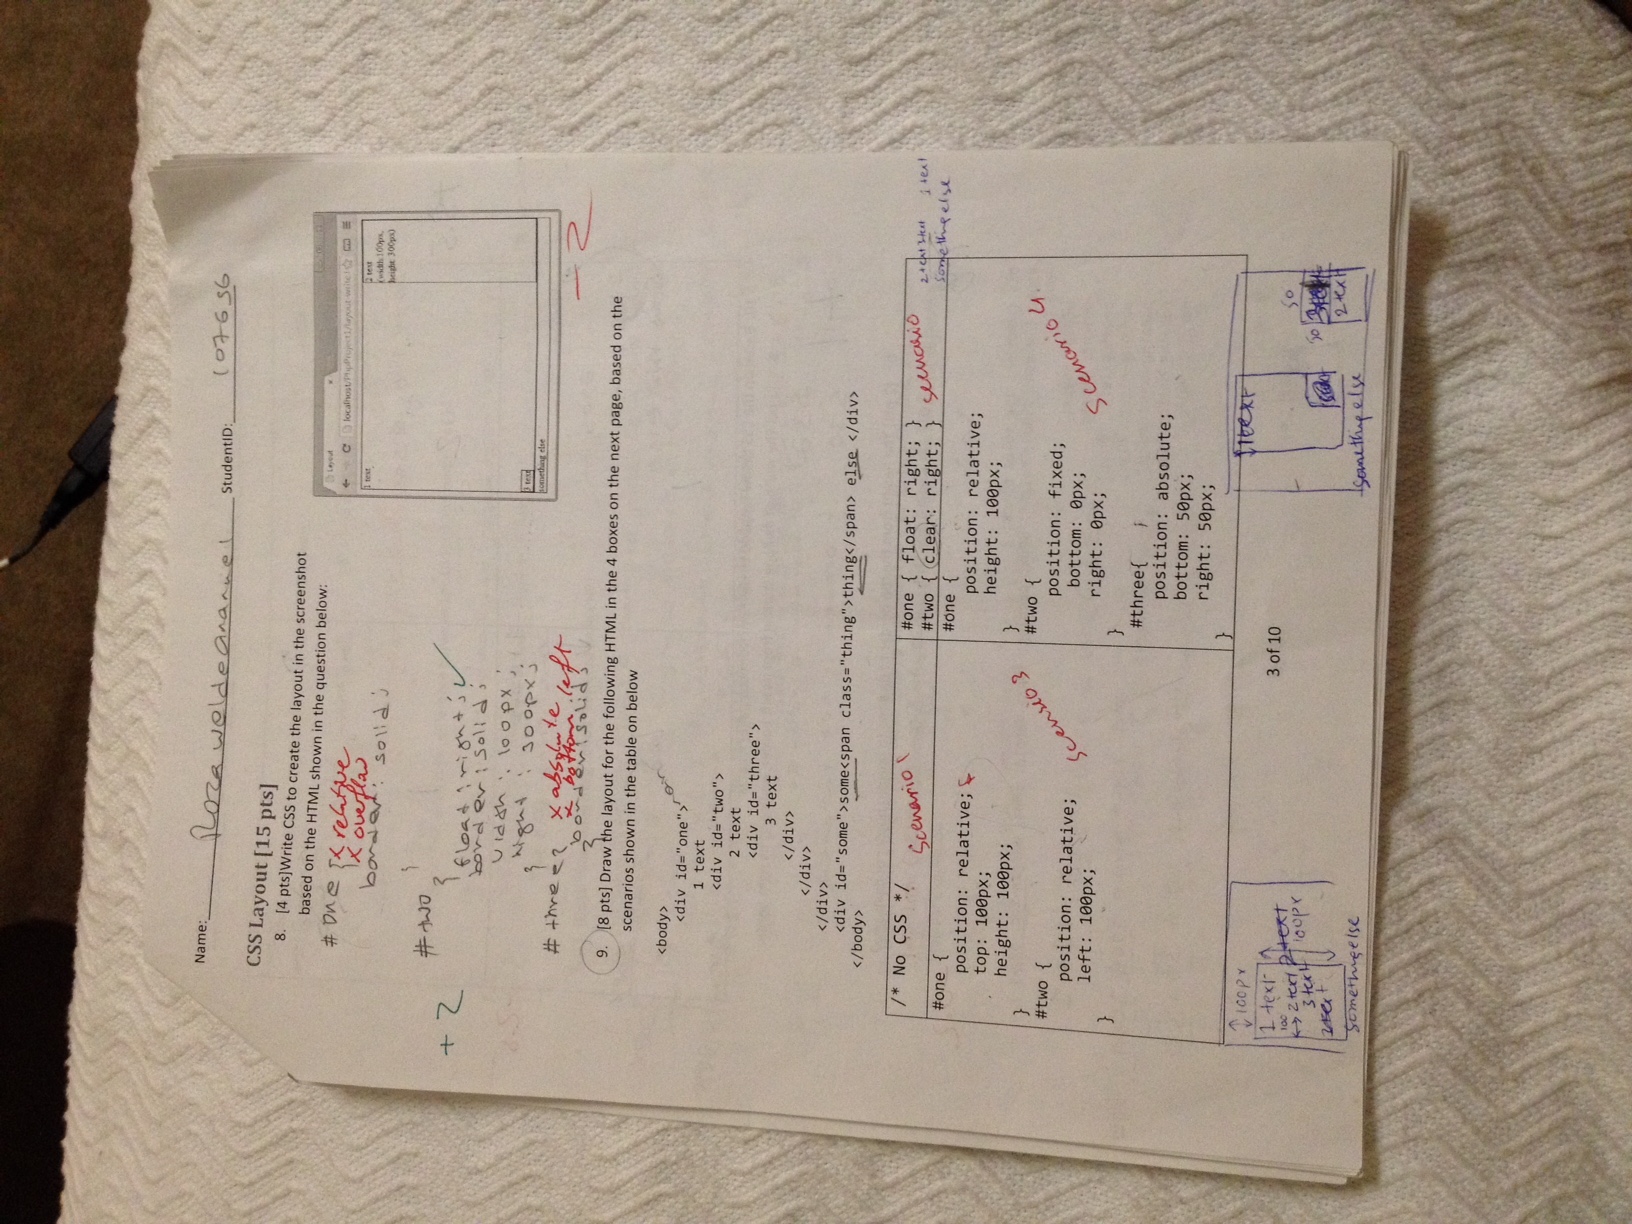 Name: Roza weldeananuel StudentID: 107636
CSS Layout [15 pts]
8. [4 pts]Write CSS to create the layout in the screenshot
based on the HTML shown in the question below:
# One {
x relative
x overflow
border: solid;
}
# two
{
+ 2
float: right; ✓
border: solid;
width: 100px;
hight: 300px;
}
# three {
x absolute
x bottom. left
border: solid;
}
Layout
localhost/PhpProject1/layout-write
1 text
2 text
(width:100px,
height: 300px)
3 text
something else
- 2
9. [8 pts] Draw the layout for the following HTML in the 4 boxes on the next page, based on the
scenarios shown in the table on below
<body>
<div id="one">
1 text
<div id="two">
2 text
<div id="three">
3 text
</div>
</div>
</div>
<div id="some">some<span class="thing">thing</span> else </div>
</body>
/* No CSS */
Scenario 1
#one { float: right; }
#two { clear: right; }
scenario
2 text 3 text 1 text
something else
#one {
position: relative;
top: 100px;
height: 100px;
}
#two {
position: relative;
left: 100px;
}
Scenario 3
#one {
position: relative;
height: 100px;
}
#two {
position: fixed;
bottom: 0px;
right: 0px;
}
#three{
position: absolute;
bottom: 50px;
right: 50px;
}
Scenario 4
100px
1 text
100
2 text
3 text
2 text
100px
something else
3 of 10
1 text
50
50
2 text
something else